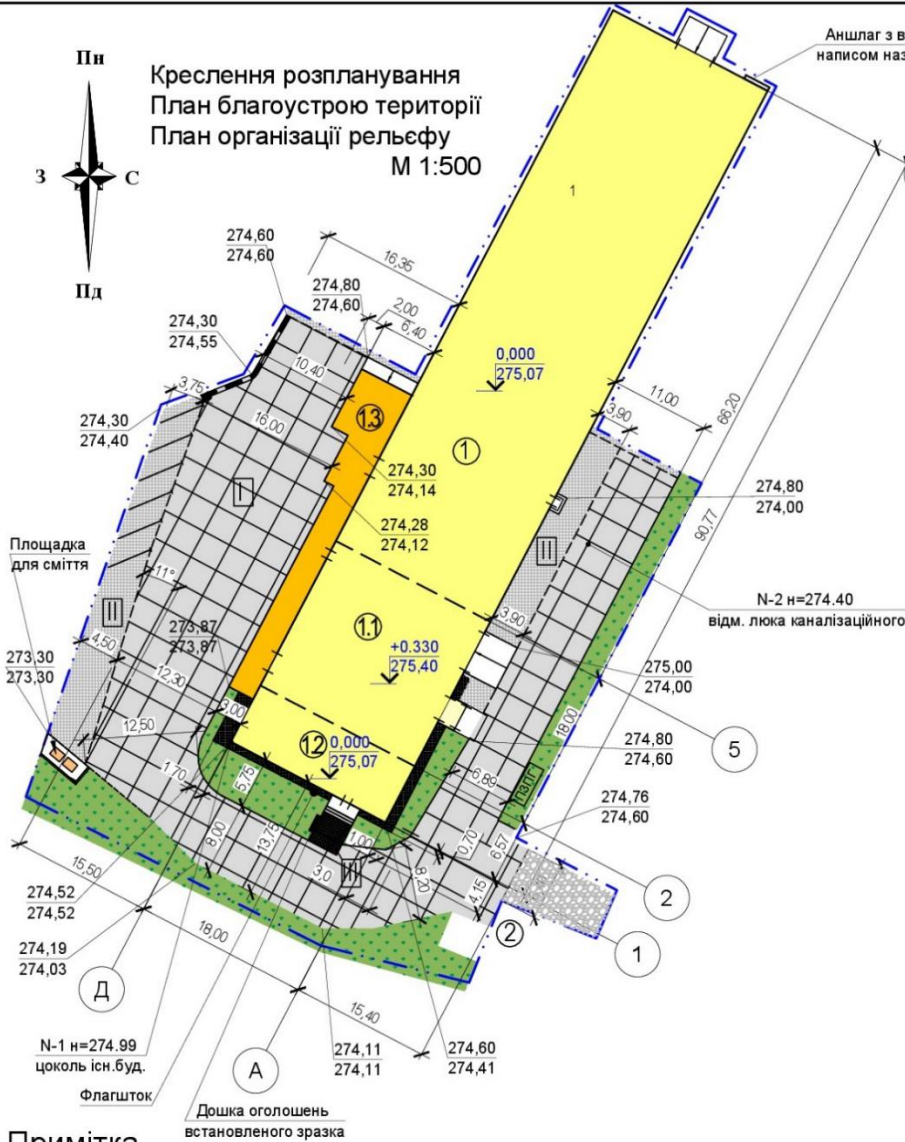 Пн
З
С
Пд
Креслення розпланування
План благоустрою території
План організації рельєфу
М 1:500
Аншлаг з в
написом наз
1
274,60
274,60
16,35
274,80
274,60
2,00
6,40
274,30
274,55
10,40
0,000
275,07
3,75
1.3
11,00
66,20
3,90
274,30
274,40
16,00
1
274,30
274,14
274,80
274,00
I
274,28
274,12
II
90,77
Площадка
для сміття
11°
N-2 н=274.40
відм. люка каналізаційного
II
1.1
3,90
273,87
273,87
+0.330
275,40
275,00
274,00
273,30
273,30
4,50
12,30
3,00
18,00
5
12,50
1.2
0,000
275,07
274,80
274,60
6,89
ПЗПГ
1,70
5,75
274,76
274,60
8,00
13,75
1,00
0,70
6,57
3,0
III
8,20
4,15
2
15,50
274,52
274,52
2
18,00
1
274,19
274,03
Д
15,40
N-1 н=274.99
цоколь існ.буд.
А
274,11
274,11
274,60
274,41
Флагшток
Дошка оголошень
встановленого зразка
Примітка